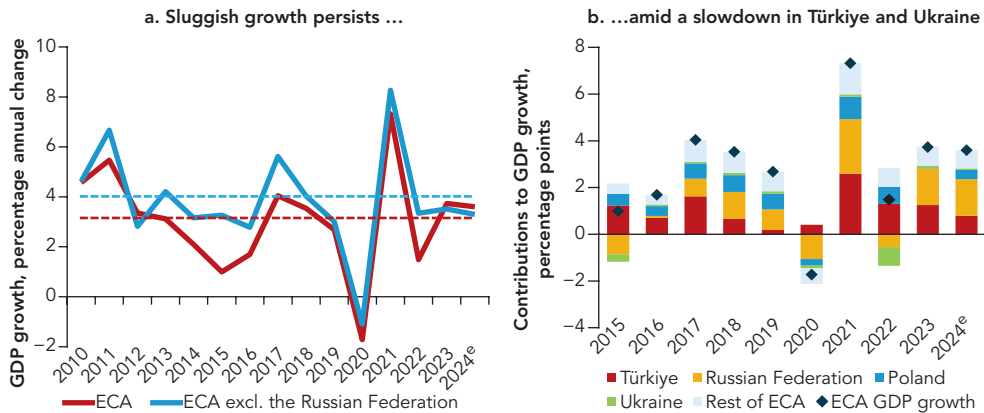 a. Sluggish growth persists …
GDP growth, percentage annual change
10
8
6
4
2
0
−2
2010
2011
2012
2013
2014
2015
2016
2017
2018
2019
2020
2021
2022
2023
2024e
ECA
ECA excl. the Russian Federation
b. …amid a slowdown in Türkiye and Ukraine
Contributions to GDP growth,
percentage points
8
6
4
2
0
−2
−4
2015
2016
2017
2018
2019
2020
2021
2022
2023
2024e
Türkiye
Russian Federation
Poland
Ukraine
Rest of ECA
ECA GDP growth